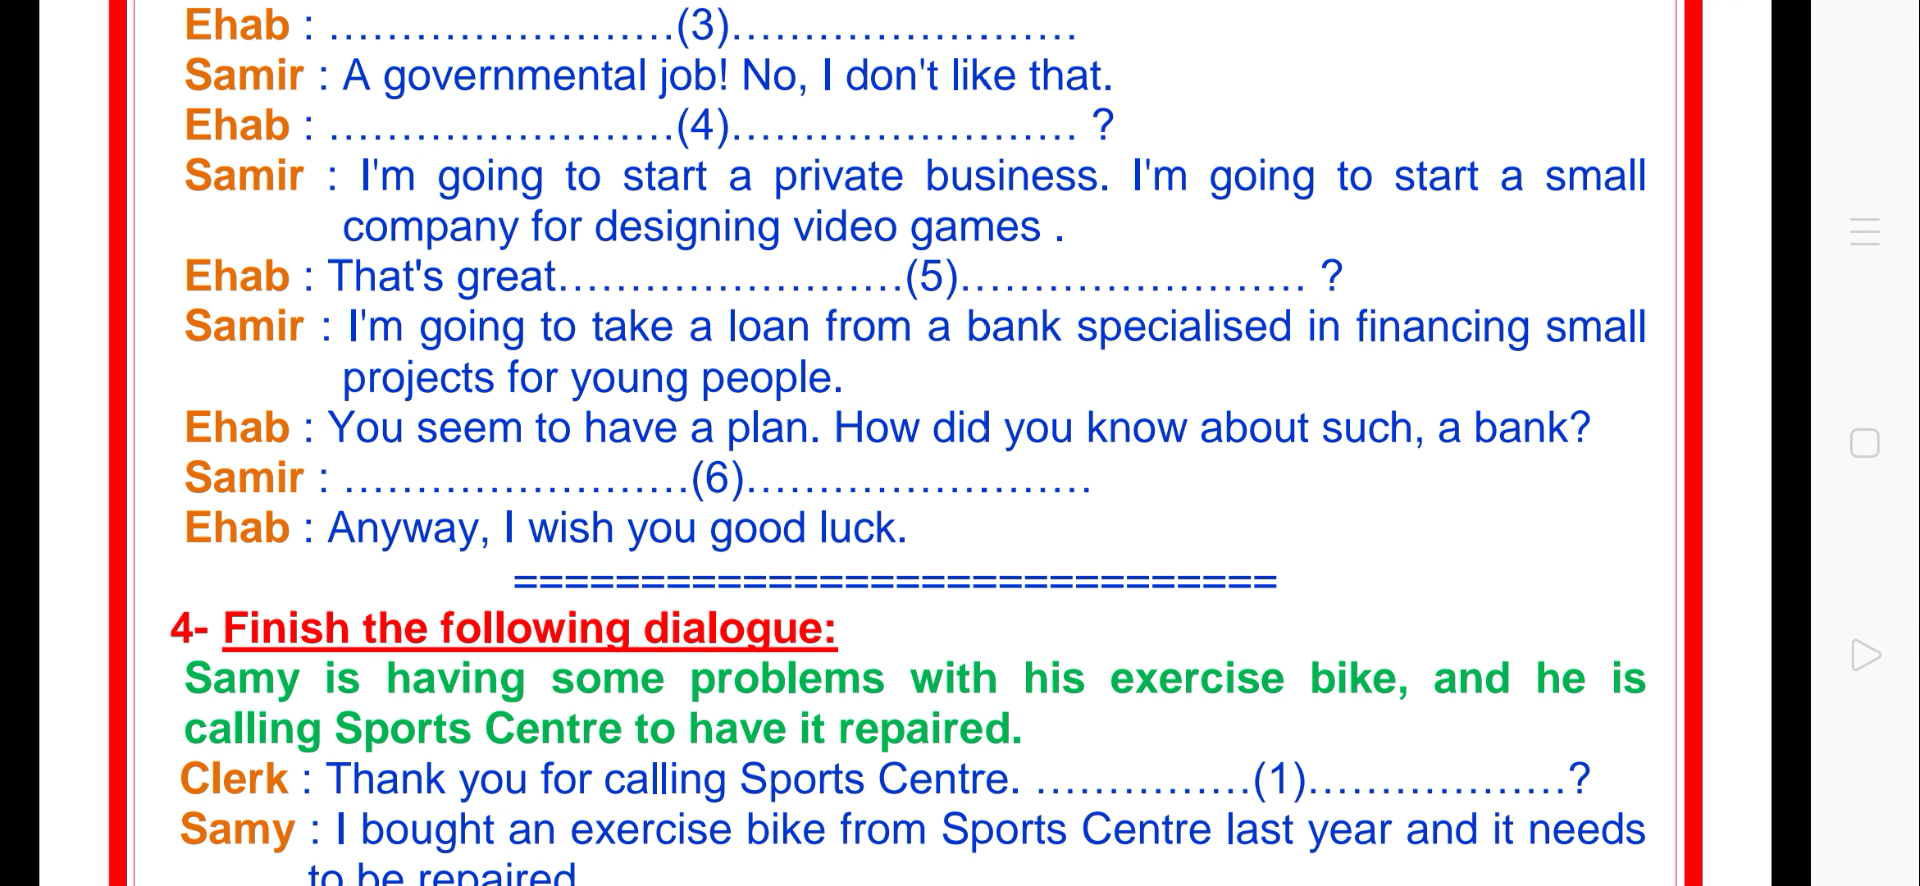 Ehab : ........................(3)........................
Samir : A governmental job! No, I don't like that.
Ehab : ........................(4)........................ ?
Samir : I'm going to start a private business. I'm going to start a small
company for designing video games .
Ehab : That's great........................(5)........................ ?
Samir : I'm going to take a loan from a bank specialised in financing small
projects for young people.
Ehab : You seem to have a plan. How did you know about such, a bank?
Samir : ........................(6)........................
Ehab : Anyway, I wish you good luck.
==============================
4- Finish the following dialogue:
Samy is having some problems with his exercise bike, and he is
calling Sports Centre to have it repaired.
Clerk : Thank you for calling Sports Centre. ...............(1)..................?
Samy : I bought an exercise bike from Sports Centre last year and it needs
to be repaired